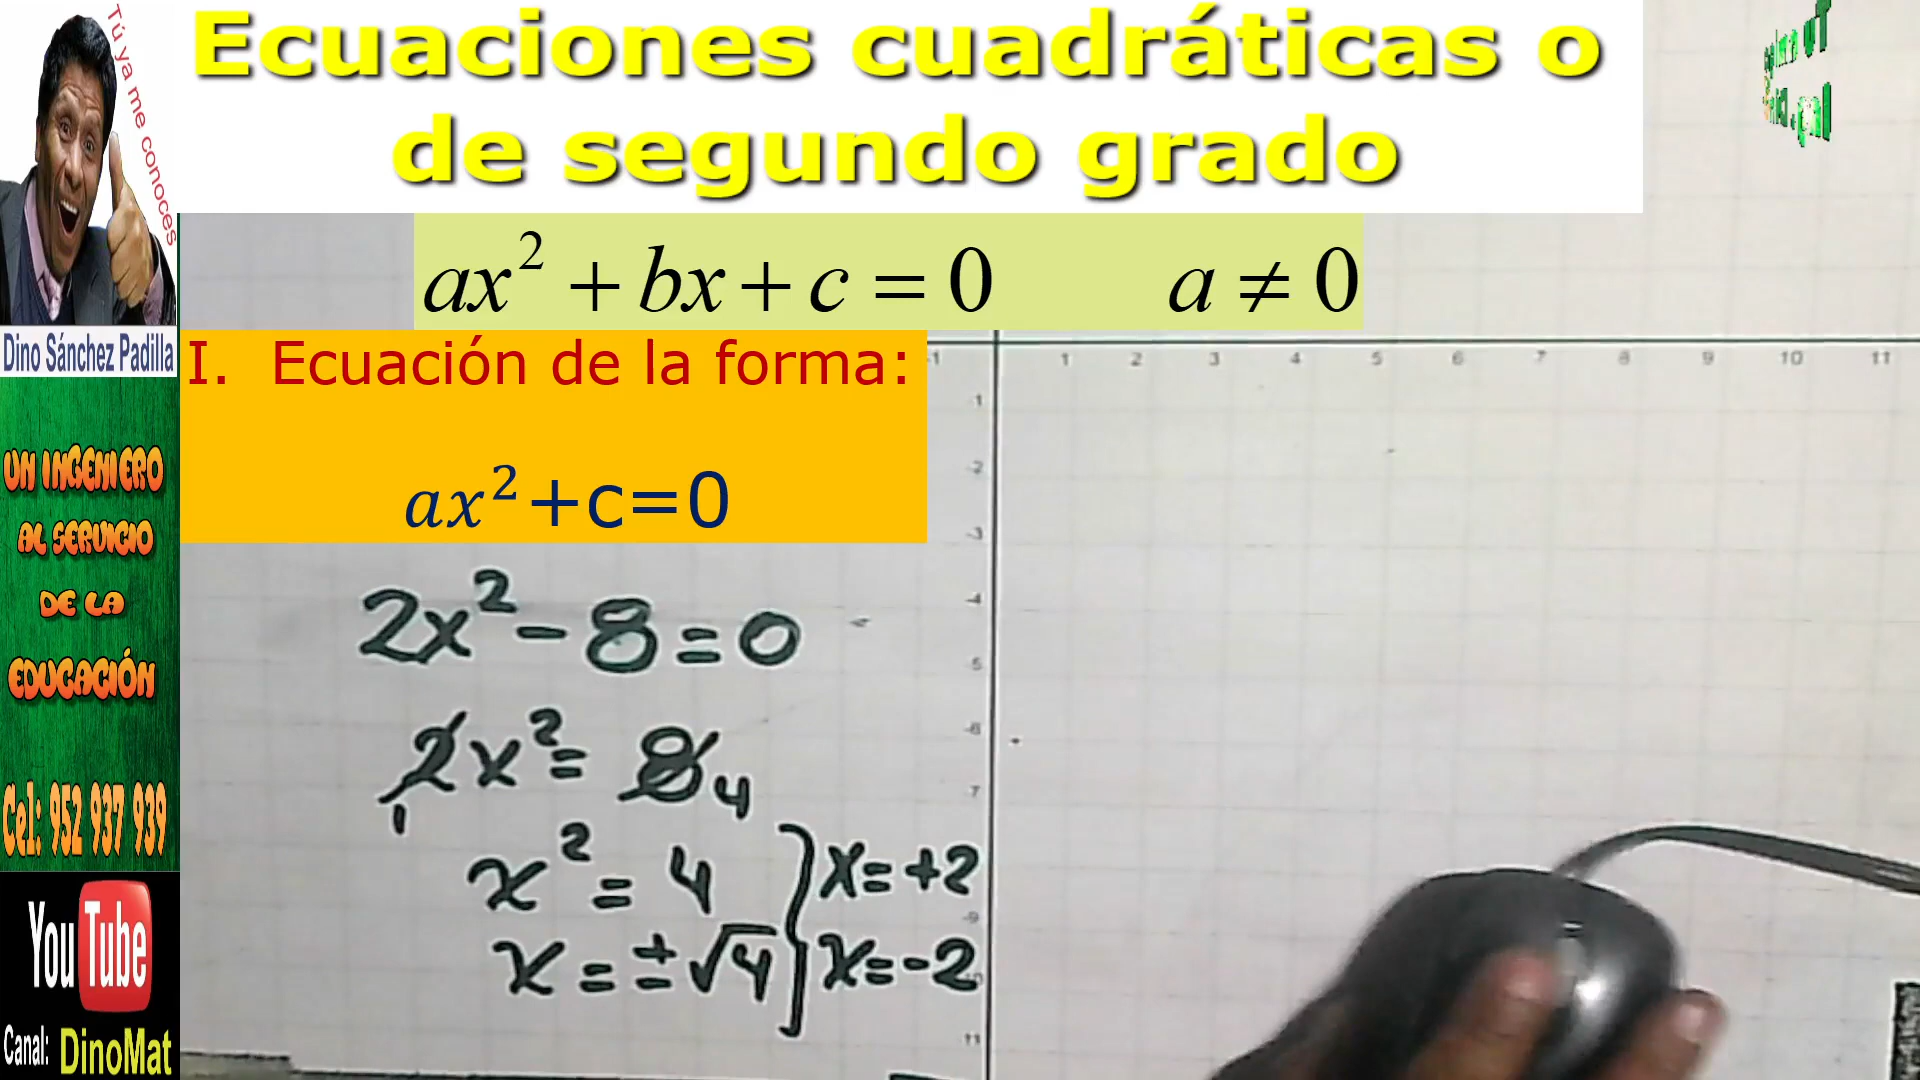 Ecuaciones cuadráticas o
de segundo grado
Tú ya me conoces
ax² + bx + c = 0 a ≠ 0
Dino Sánchez Padilla
I. Ecuación de la forma:
ax²+c=0
-1 1 2 3 4 5 6 7 8 9 10 11
-1
-2
-3
-4
-5
-6
7
-9
10
11
UN INGENIERO
AL SERVICIO
DE LA
EDUCACIÓN
Cel: 952 937 939
YouTube
Canal: DinoMat
2x² - 8 = 0
2x² = 8 4
1
x² = 4
x = ± √4
x = +2
x = -2